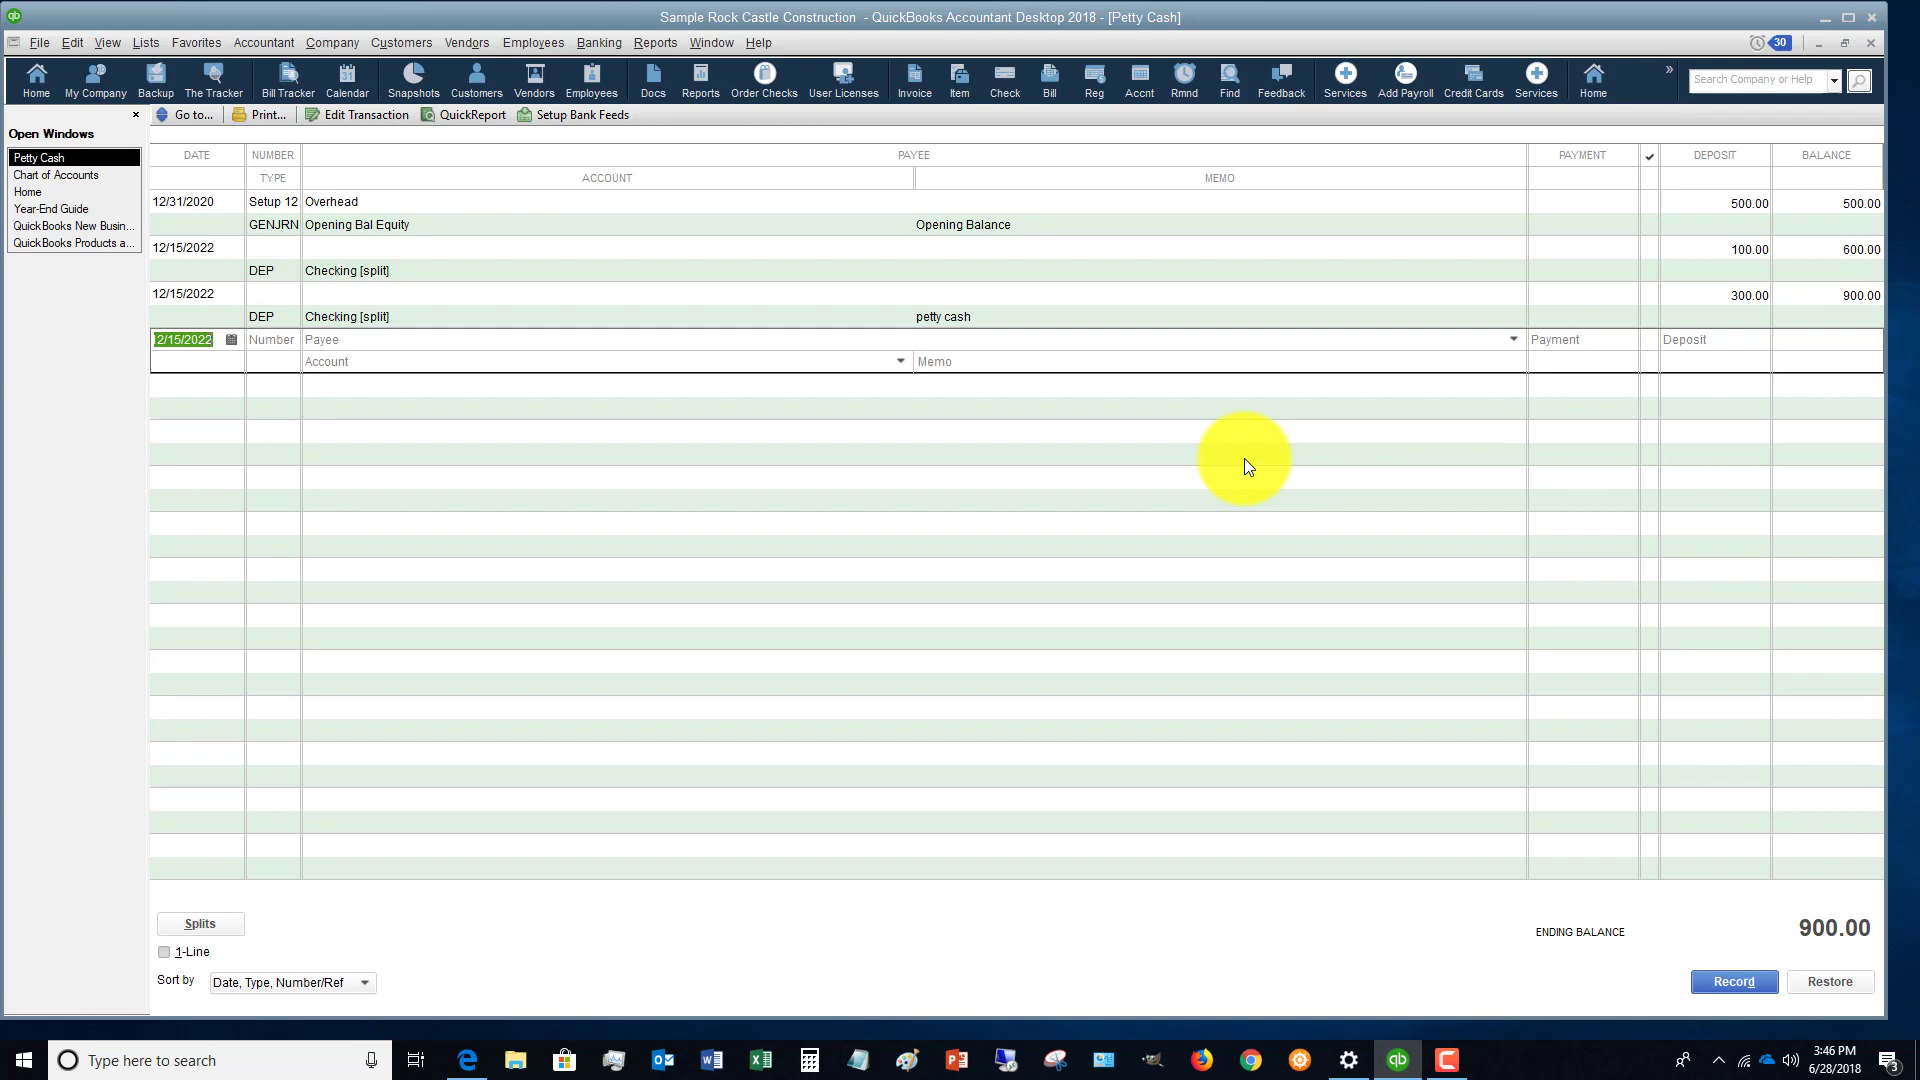 qb Sample Rock Castle Construction - QuickBooks Accountant Desktop 2018 - [Petty Cash]
File Edit View Lists Favorites Accountant Company Customers Vendors Employees Banking Reports Window Help 30
Home My Company Backup The Tracker Bill Tracker Calendar Snapshots Customers Vendors Employees Docs Reports Order Checks User Licenses Invoice Item Check Bill Reg Accnt Rmnd Find Feedback Services Add Payroll Credit Cards Services Home » Search Company or Help
Go to... Print... Edit Transaction QuickReport Setup Bank Feeds
Open Windows
Petty Cash
Chart of Accounts
Home
Year-End Guide
QuickBooks New Busin...
QuickBooks Products a...
DATE NUMBER PAYEE PAYMENT ✓ DEPOSIT BALANCE
TYPE ACCOUNT MEMO
12/31/2020 Setup 12 Overhead 500.00 500.00
GENJRN Opening Bal Equity Opening Balance
12/15/2022 100.00 600.00
DEP Checking [split]
12/15/2022 300.00 900.00
DEP Checking [split] petty cash
12/15/2022 Number Payee Payment Deposit
Account Memo
Splits
ENDING BALANCE 900.00
1-Line
Sort by Date, Type, Number/Ref
Record Restore
Type here to search
3:46 PM
6/28/2018
3